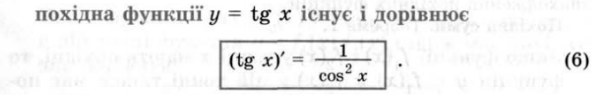 похідна функції y = tg x існує і дорівнює
(tg x)′ = 1/cos² x . (6)